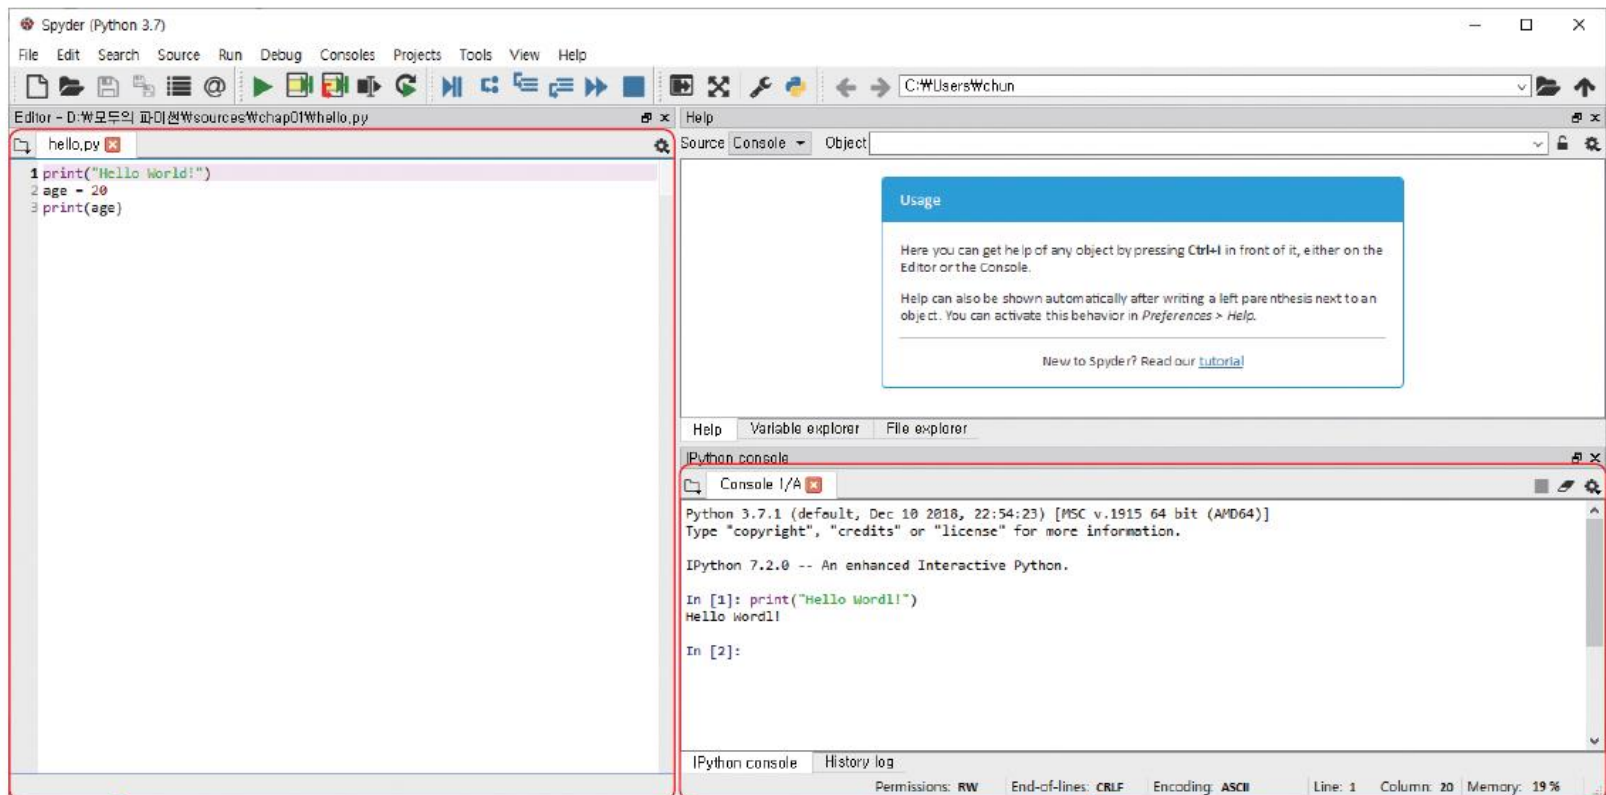 Spyder (Python 3.7)
File Edit Search Source Run Debug Consoles Projects Tools View Help
C:₩Users₩chun
Editor - D:₩모두의 파이썬₩sources₩chap01₩hello.py
hello.py
1 print("Hello World!")
2 age = 20
3 print(age)
Help
Source Console Object
Usage
Here you can get help of any object by pressing Ctrl+I in front of it, either on the
Editor or the Console.
Help can also be shown automatically after writing a left parenthesis next to an
object. You can activate this behavior in Preferences > Help.
New to Spyder? Read our tutorial
Help Variable explorer File explorer
IPython console
Console 1/A
Python 3.7.1 (default, Dec 10 2018, 22:54:23) [MSC v.1915 64 bit (AMD64)]
Type "copyright", "credits" or "license" for more information.
IPython 7.2.0 -- An enhanced Interactive Python.
In [1]: print("Hello Wordl!")
Hello Wordl!
In [2]:
IPython console History log
Permissions: RW End-of-lines: CRLF Encoding: ASCII Line: 1 Column: 20 Memory: 19 %